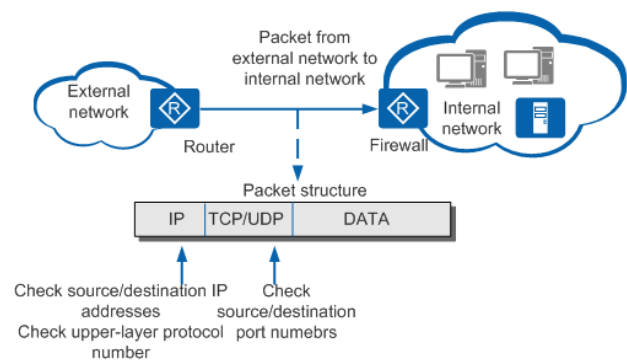 Packet from
external network to
internal network
External
network
R
Router
R
Firewall
Internal
network
Packet structure
IP
TCP/UDP
DATA
Check source/destination IP
addresses
Check upper-layer protocol
number
Check
source/destination
port numebrs